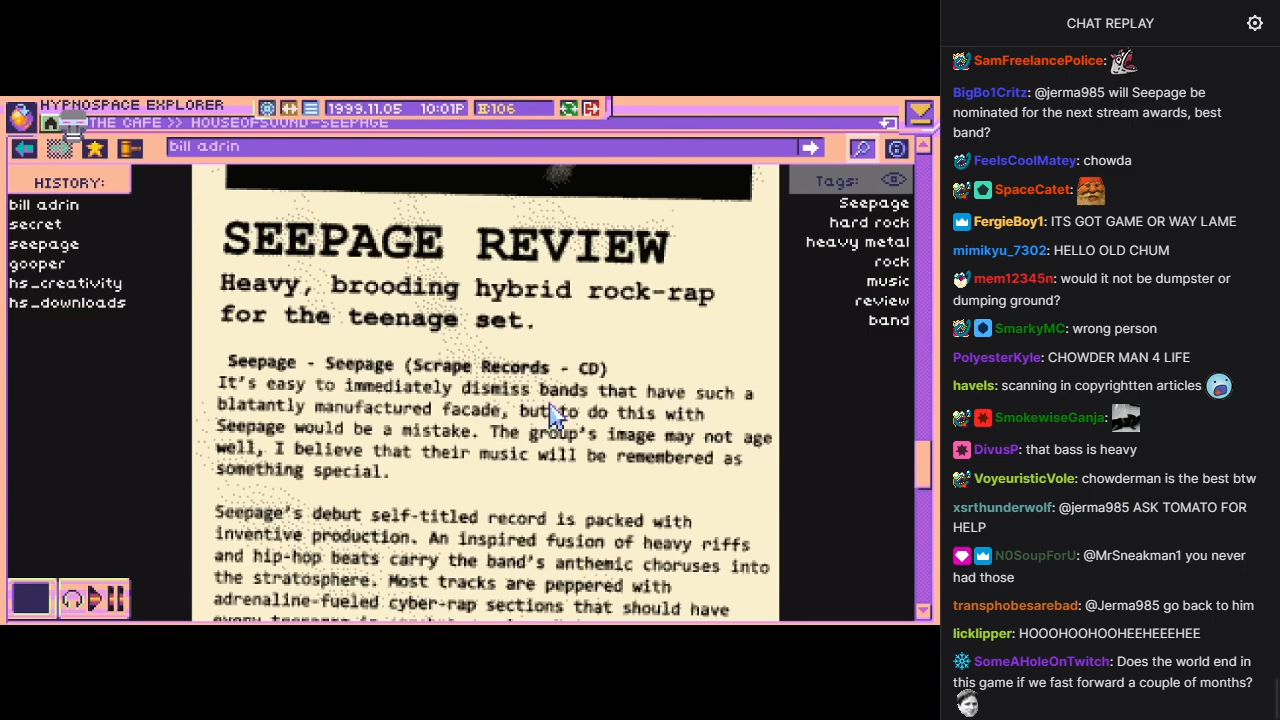 HYPNOSPACE EXPLORER
1999.11.05 10:01P
106
THE CAFE >> HOUSEOFSOUND-SEEPAGE
bill adrin
HISTORY:
bill adrin
secret
seepage
gooper
hs_creativity
hs_downloads
SEEPAGE REVIEW
Heavy, brooding hybrid rock-rap
for the teenage set.
Seepage - Seepage (Scrape Records - CD)
It's easy to immediately dismiss bands that have such a
blatantly manufactured facade, but to do this with
Seepage would be a mistake. The group's image may not age
well, I believe that their music will be remembered as
something special.
Seepage's debut self-titled record is packed with
inventive production. An inspired fusion of heavy riffs
and hip-hop beats carry the band's anthemic choruses into
the stratosphere. Most tracks are peppered with
adrenaline-fueled cyber-rap sections that should have
Tags:
Seepage
hard rock
heavy metal
rock
music
review
band
CHAT REPLAY
SamFreelancePolice:
BigBo1Critz: @jerma985 will Seepage be
nominated for the next stream awards, best
band?
FeelsCoolMatey: chowda
SpaceCatet:
FergieBoy1: ITS GOT GAME OR WAY LAME
mimikyu_7302: HELLO OLD CHUM
mem12345n: would it not be dumpster or
dumping ground?
SmarkyMC: wrong person
PolyesterKyle: CHOWDER MAN 4 LIFE
havels: scanning in copyrightten articles
SmokewiseGanja:
DivusP: that bass is heavy
VoyeuristicVole: chowderman is the best btw
xsrthunderwolf: @jerma985 ASK TOMATO FOR
HELP
N0SoupForU: @MrSneakman1 you never
had those
transphobesarebad: @Jerma985 go back to him
licklipper: HOOOHOOHOOHEEHEEEHEE
SomeAHoleOnTwitch: Does the world end in
this game if we fast forward a couple of months?